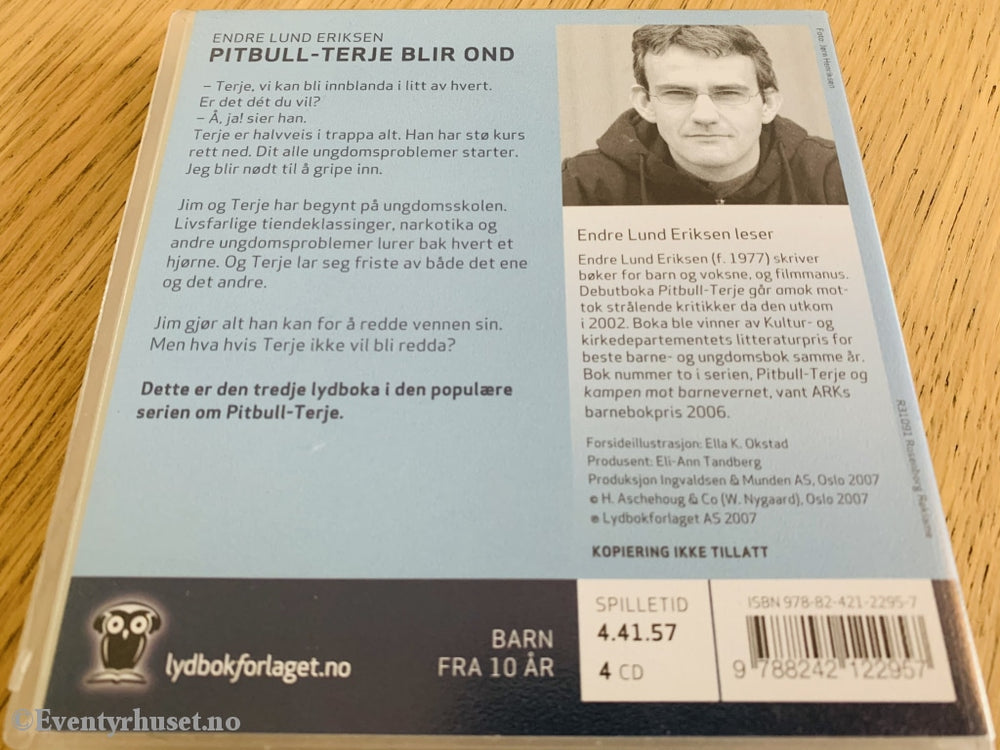 ENDRE LUND ERIKSEN
PITBULL-TERJE BLIR OND
– Terje, vi kan bli innblanda i litt av hvert.
Er det dét du vil?
– Å, ja! sier han.
Terje er halvveis i trappa alt. Han har stø kurs
rett ned. Dit alle ungdomsproblemer starter.
Jeg blir nødt til å gripe inn.
Jim og Terje har begynt på ungdomsskolen.
Livsfarlige tiendeklassinger, narkotika og
andre ungdomsproblemer lurer bak hvert et
hjørne. Og Terje lar seg friste av både det ene
og det andre.
Jim gjør alt han kan for å redde vennen sin.
Men hva hvis Terje ikke vil bli redda?
Dette er den tredje lydboka i den populære
serien om Pitbull-Terje.
Foto: Jørn Henriksen
Endre Lund Eriksen leser
Endre Lund Eriksen (f. 1977) skriver
bøker for barn og voksne, og filmmanus.
Debutboka Pitbull-Terje går amok mot-
tok strålende kritikker da den utkom
i 2002. Boka ble vinner av Kultur- og
kirkedepartementets litteraturpris for
beste barne- og ungdomsbok samme år.
Bok nummer to i serien, Pitbull-Terje og
kampen mot barnevernet, vant ARKs
barnebokpris 2006.
Forsideillustrasjon: Ella K. Okstad
Produsent: Eli-Ann Tandberg
Produksjon Ingvaldsen & Munden AS, Oslo 2007
© H. Aschehoug & Co (W. Nygaard), Oslo 2007
℗ Lydbokforlaget AS 2007
KOPIERING IKKE TILLATT
R31091 Rosenborg Reklame
lydbokforlaget.no
BARN
FRA 10 ÅR
SPILLETID
4.41.57
4 CD
ISBN 978-82-421-2295-7
9 788242 122957
©Eventyrhuset.no